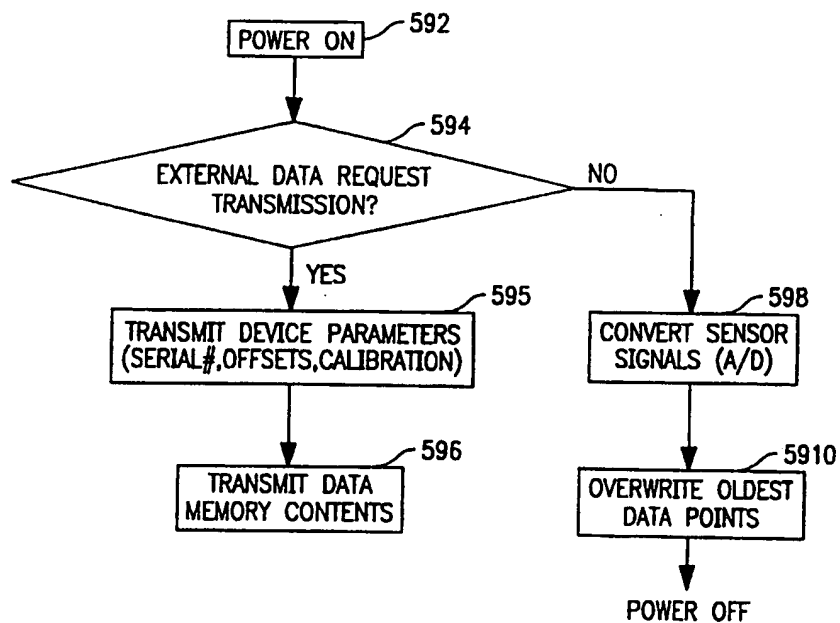 POWER ON
592
594
EXTERNAL DATA REQUEST
TRANSMISSION?
NO
YES
595
TRANSMIT DEVICE PARAMETERS
(SERIAL#,OFFSETS,CALIBRATION)
598
CONVERT SENSOR
SIGNALS (A/D)
596
TRANSMIT DATA
MEMORY CONTENTS
5910
OVERWRITE OLDEST
DATA POINTS
POWER OFF